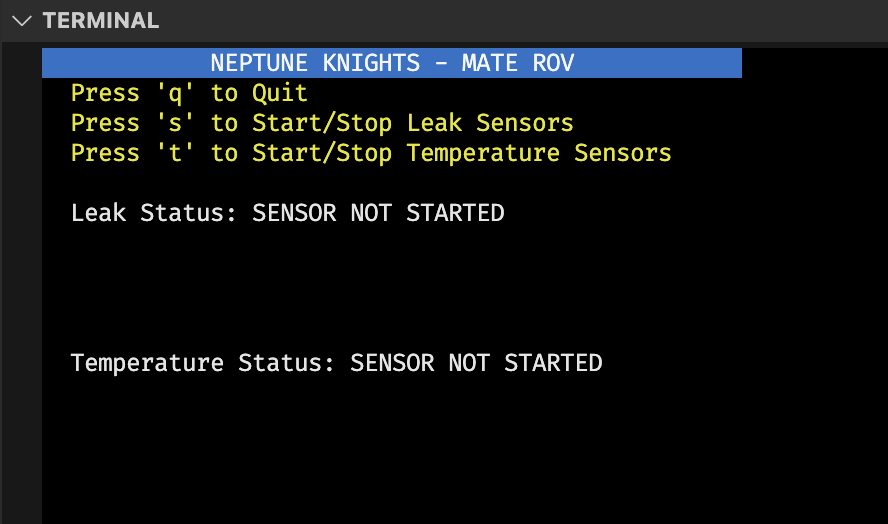 TERMINAL
NEPTUNE KNIGHTS - MATE ROV
Press 'q' to Quit
Press 's' to Start/Stop Leak Sensors
Press 't' to Start/Stop Temperature Sensors
Leak Status: SENSOR NOT STARTED
Temperature Status: SENSOR NOT STARTED